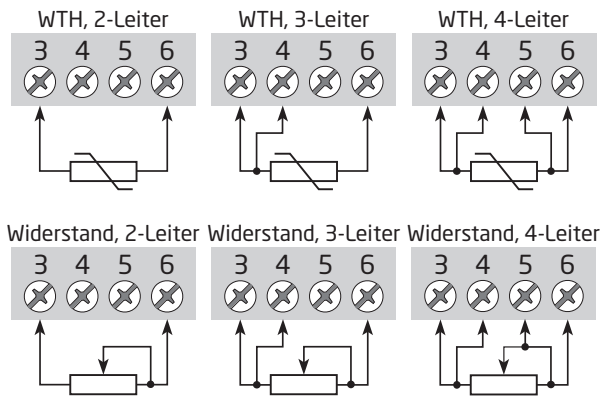 WTH, 2-Leiter WTH, 3-Leiter WTH, 4-Leiter
3 4 5 6 3 4 5 6 3 4 5 6
Widerstand, 2-Leiter Widerstand, 3-Leiter Widerstand, 4-Leiter
3 4 5 6 3 4 5 6 3 4 5 6